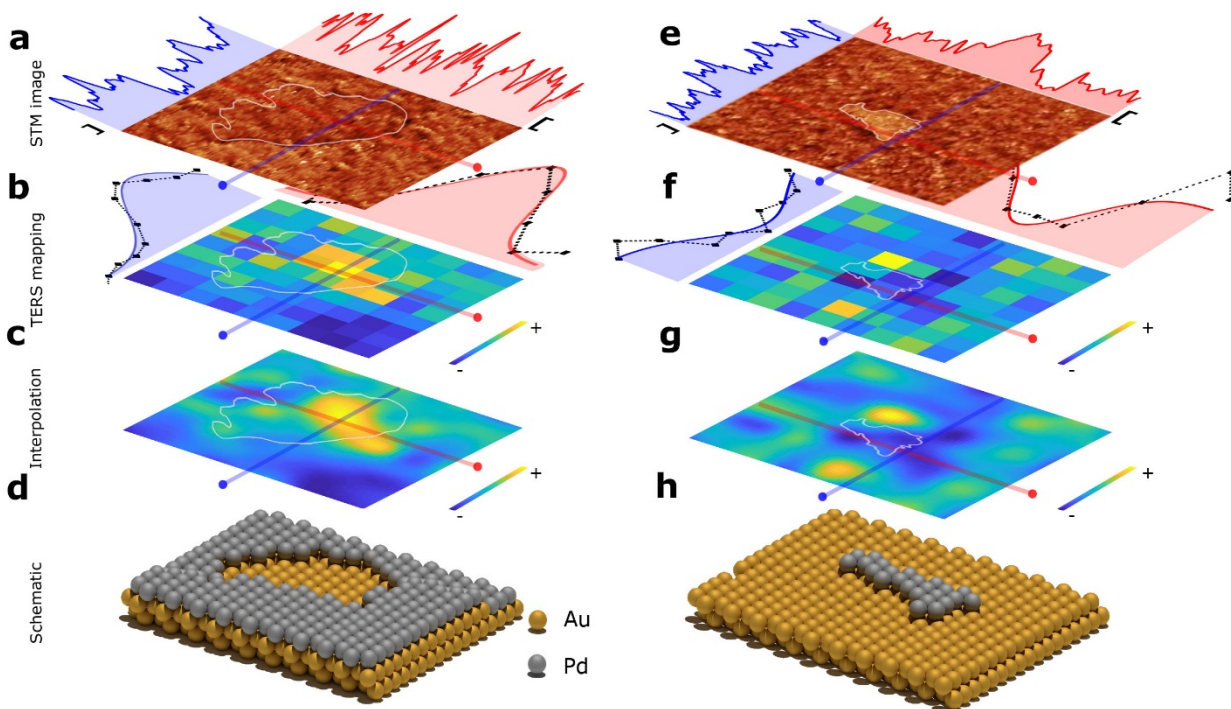 a
STM image
b
TERS mapping
+
-
c
Interpolation
+
-
d
Schematic
Au
Pd
e
f
+
-
g
+
-
h